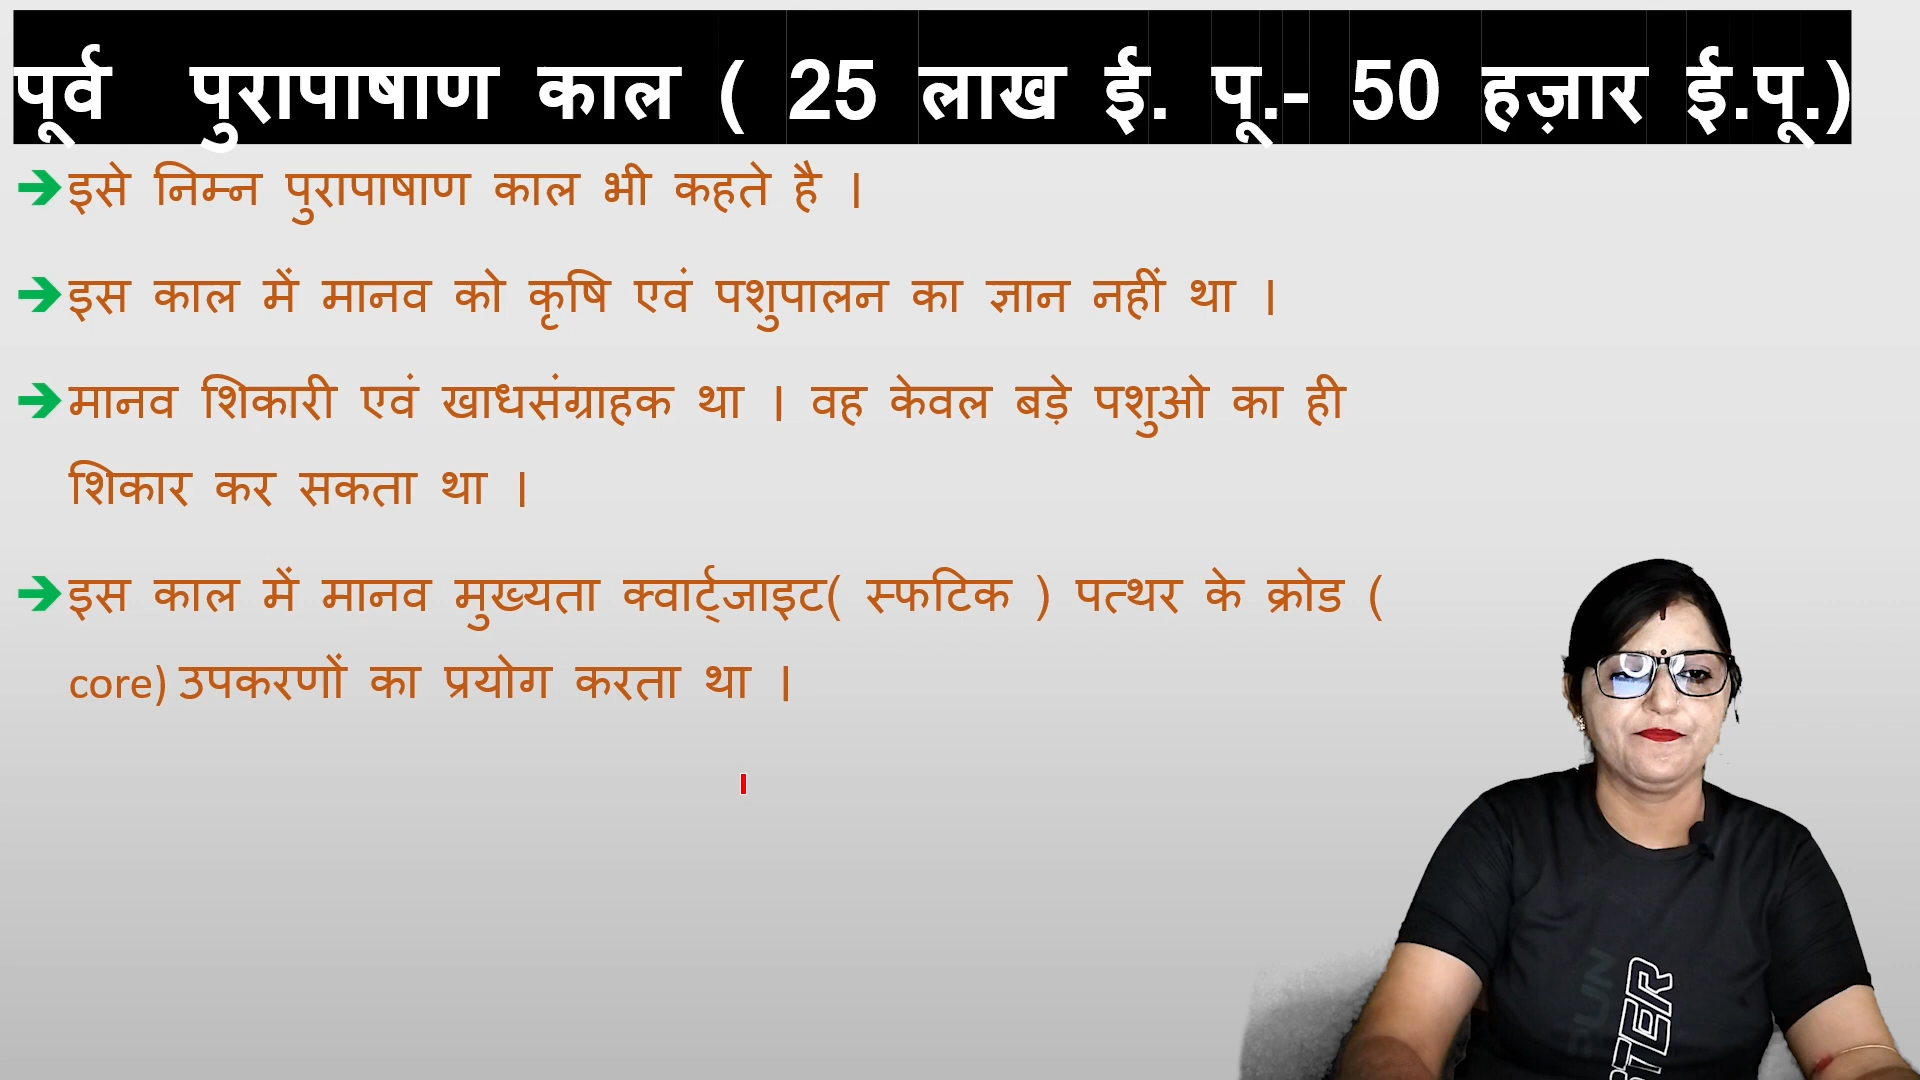 पूर्व पुरापाषाण काल ( 25 लाख ई. पू.- 50 हज़ार ई.पू.)
इसे निम्न पुरापाषाण काल भी कहते है ।
इस काल में मानव को कृषि एवं पशुपालन का ज्ञान नहीं था ।
मानव शिकारी एवं खाधसंग्राहक था । वह केवल बड़े पशुओ का ही
शिकार कर सकता था ।
इस काल में मानव मुख्यता क्वार्ट्जाइट( स्फटिक ) पत्थर के क्रोड (
core) उपकरणों का प्रयोग करता था ।